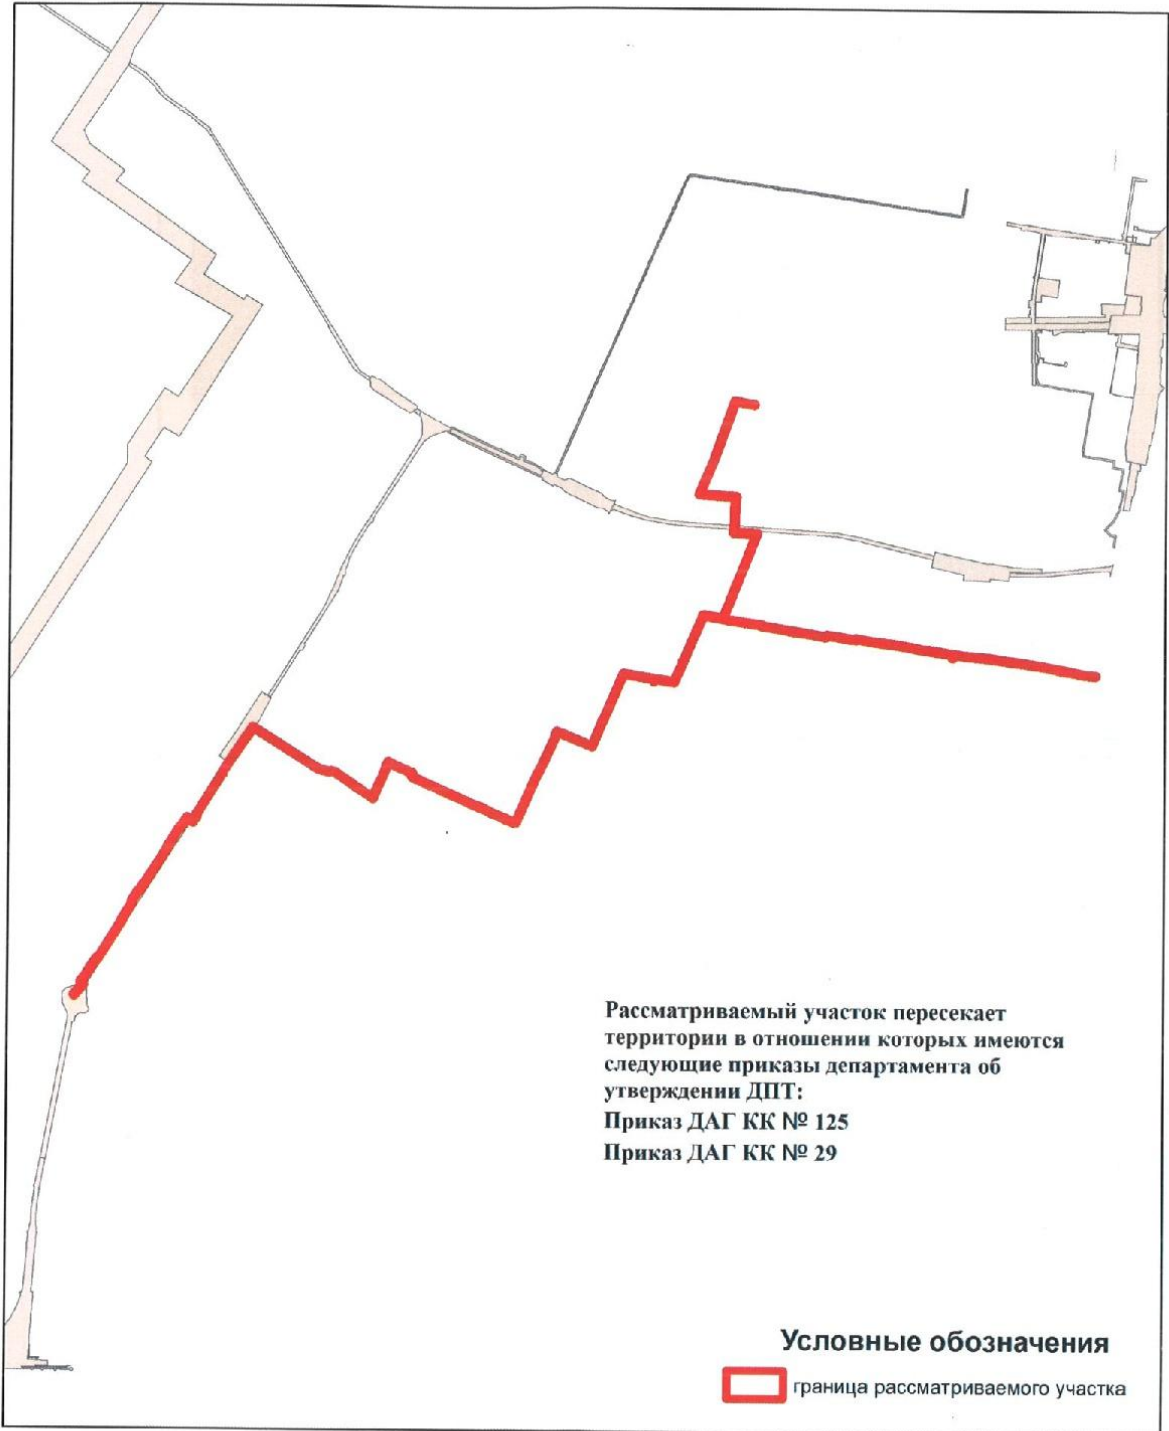 Рассматриваемый участок пересекает
территории в отношении которых имеются
следующие приказы департамента об
утверждении ДПТ:
Приказ ДАГ КК № 125
Приказ ДАГ КК № 29
Условные обозначения
граница рассматриваемого участка